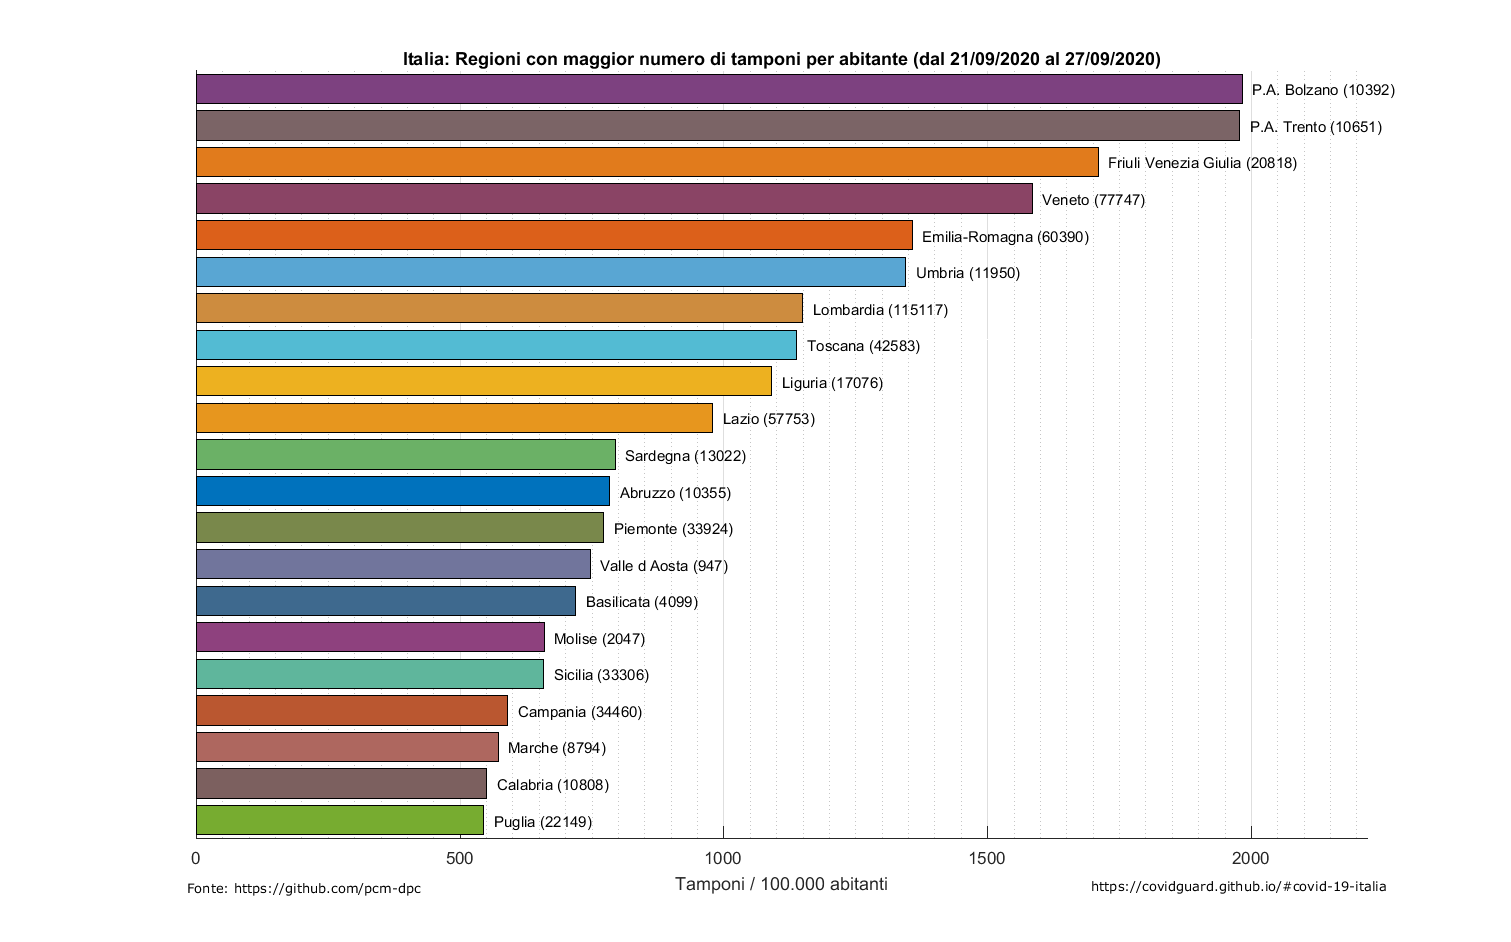 Italia: Regioni con maggior numero di tamponi per abitante (dal 21/09/2020 al 27/09/2020)
P.A. Bolzano (10392)
P.A. Trento (10651)
Friuli Venezia Giulia (20818)
Veneto (77747)
Emilia-Romagna (60390)
Umbria (11950)
Lombardia (115117)
Toscana (42583)
Liguria (17076)
Lazio (57753)
Sardegna (13022)
Abruzzo (10355)
Piemonte (33924)
Valle d Aosta (947)
Basilicata (4099)
Molise (2047)
Sicilia (33306)
Campania (34460)
Marche (8794)
Calabria (10808)
Puglia (22149)
0 500 1000 1500 2000
Tamponi / 100.000 abitanti
Fonte: https://github.com/pcm-dpc
https://covidguard.github.io/#covid-19-italia